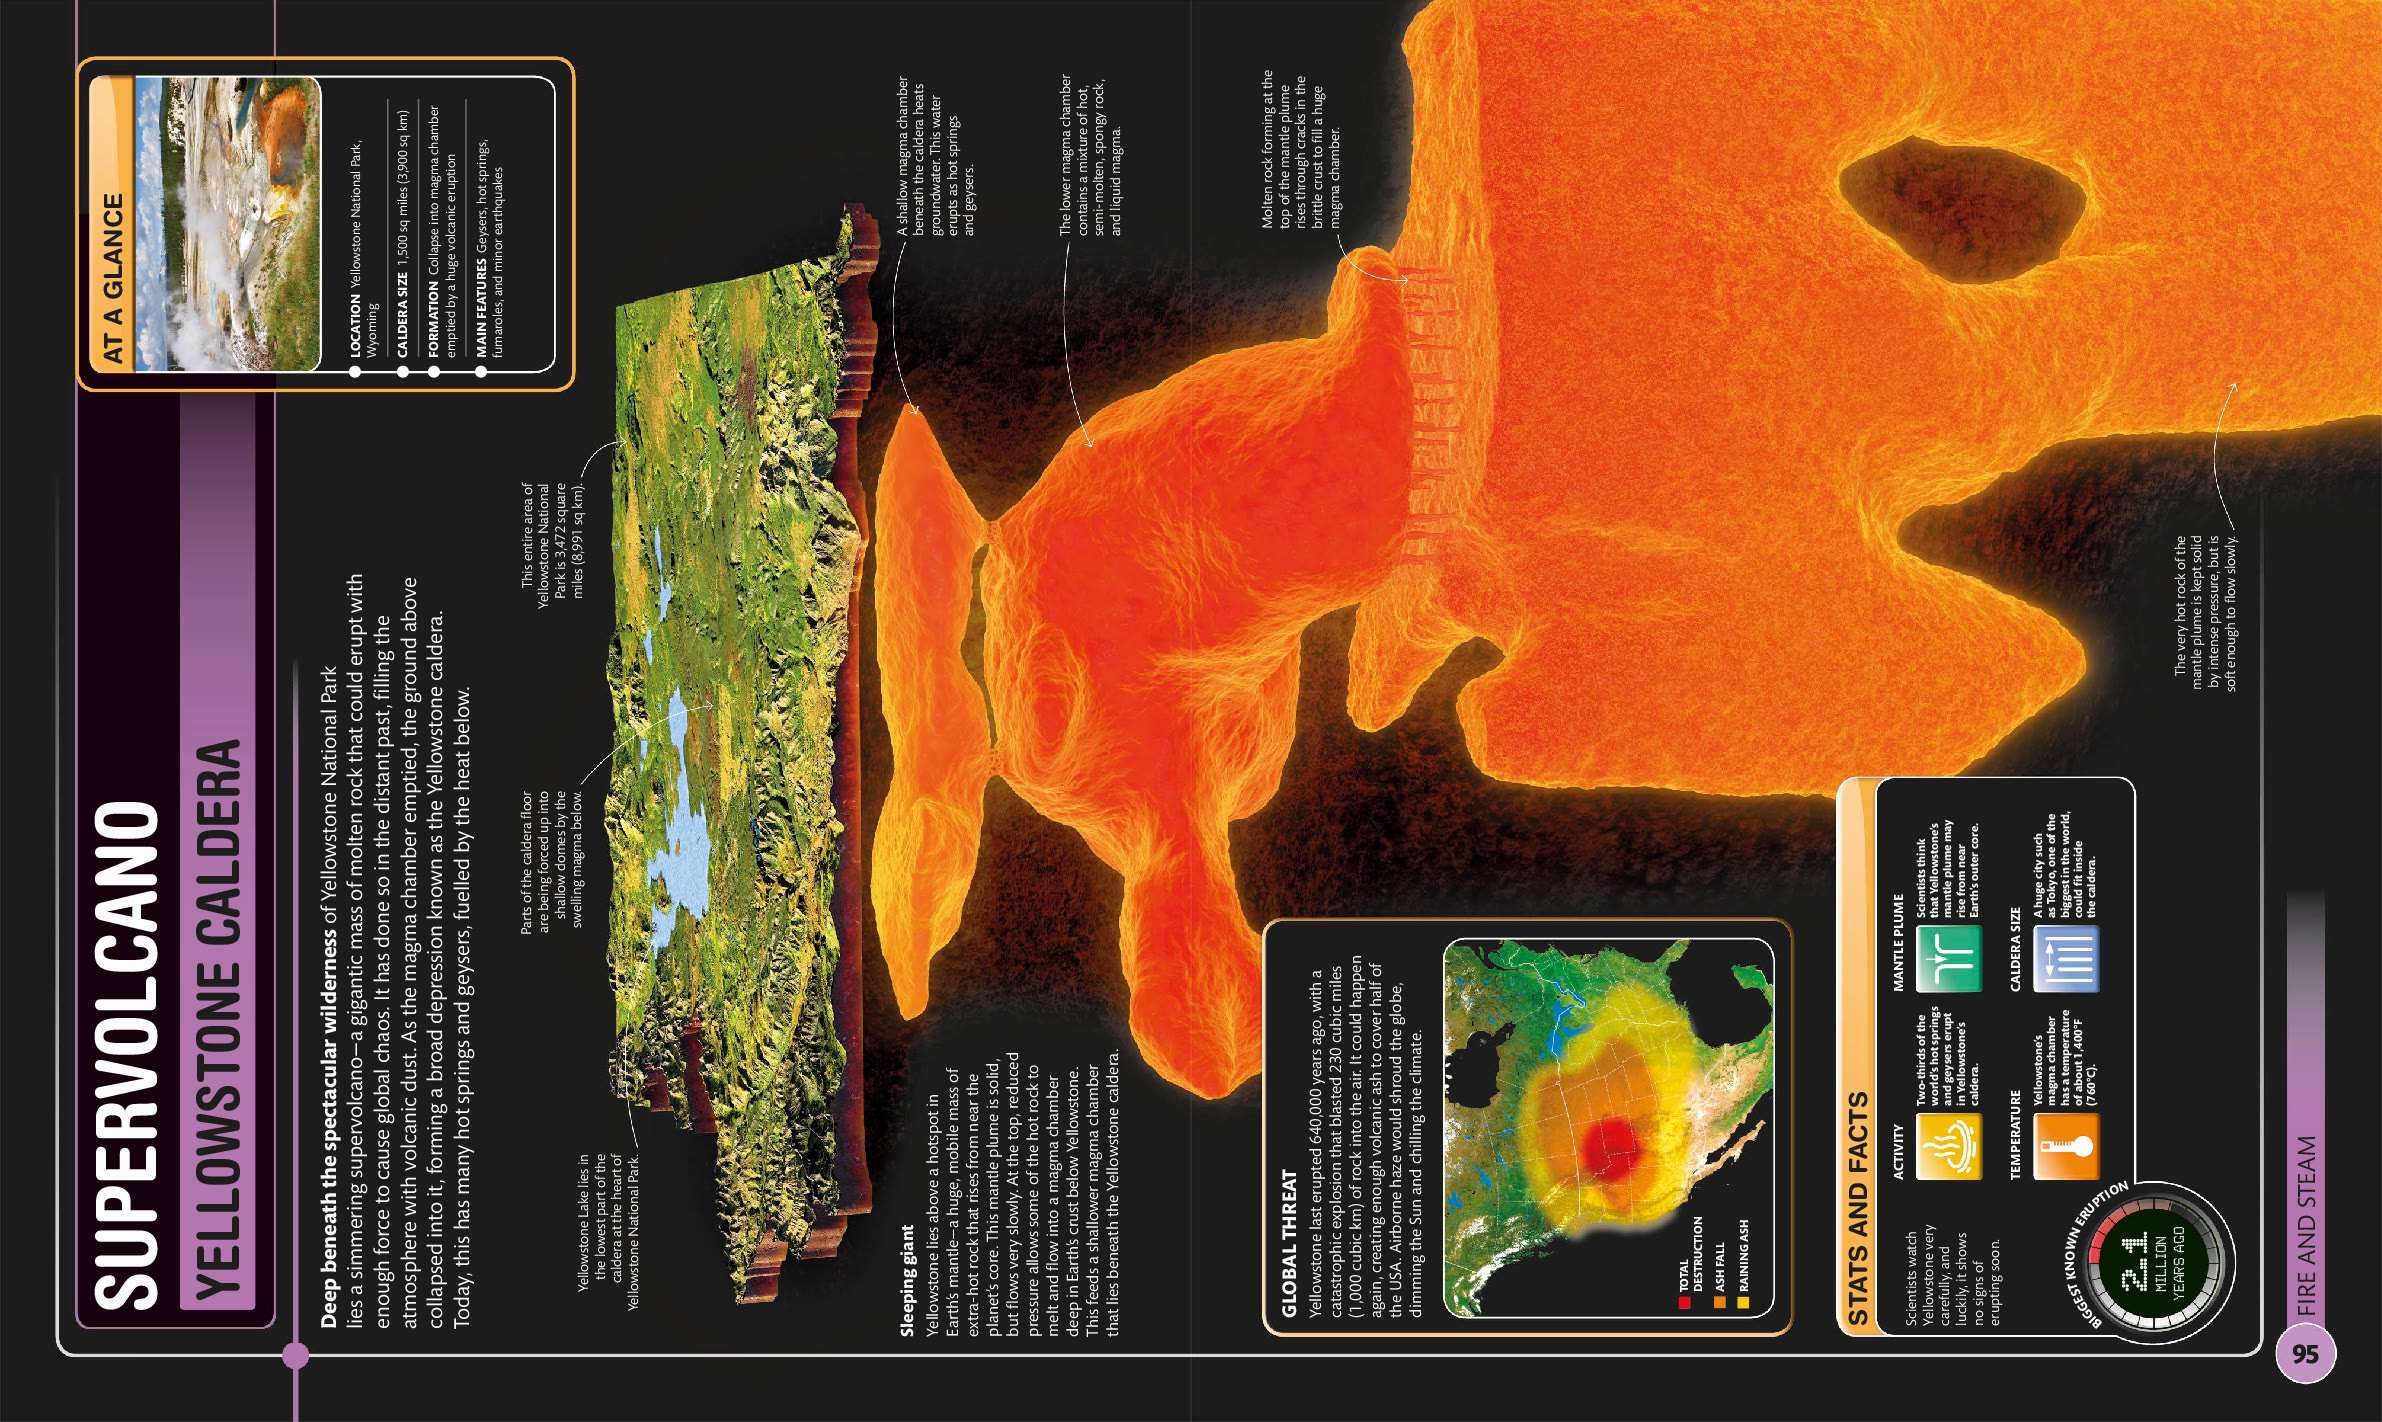 SUPERVOLCANO
YELLOWSTONE CALDERA
Deep beneath the spectacular wilderness of Yellowstone National Park
lies a simmering supervolcano—a gigantic mass of molten rock that could erupt with
enough force to cause global chaos. It has done so in the distant past, filling the
atmosphere with volcanic dust. As the magma chamber emptied, the ground above
collapsed into it, forming a broad depression known as the Yellowstone caldera.
Today, this has many hot springs and geysers, fuelled by the heat below.
AT A GLANCE
LOCATION Yellowstone National Park,
Wyoming
CALDERA SIZE 1,500 sq miles (3,900 sq km)
FORMATION Collapse into magma chamber
emptied by a huge volcanic eruption
MAIN FEATURES Geysers, hot springs,
fumaroles, and minor earthquakes
Yellowstone Lake lies in
the lowest part of the
caldera at the heart of
Yellowstone National Park.
Parts of the caldera floor
are being forced up into
shallow domes by the
swelling magma below.
This entire area of
Yellowstone National
Park is 3,472 square
miles (8,991 sq km).
A shallow magma chamber
beneath the caldera heats
groundwater. This water
erupts as hot springs
and geysers.
The lower magma chamber
contains a mixture of hot,
semi-molten, spongy rock,
and liquid magma.
Molten rock forming at the
top of the mantle plume
rises through cracks in the
brittle crust to fill a huge
magma chamber.
Sleeping giant
Yellowstone lies above a hotspot in
Earth's mantle—a huge, mobile mass of
extra-hot rock that rises from near the
planet's core. This mantle plume is solid,
but flows very slowly. At the top, reduced
pressure allows some of the hot rock to
melt and flow into a magma chamber
deep in Earth's crust below Yellowstone.
This feeds a shallower magma chamber
that lies beneath the Yellowstone caldera.
GLOBAL THREAT
Yellowstone last erupted 640,000 years ago, with a
catastrophic explosion that blasted 230 cubic miles
(1,000 cubic km) of rock into the air. It could happen
again, creating enough volcanic ash to cover half of
the USA. Airborne haze would shroud the globe,
dimming the Sun and chilling the climate.
TOTAL
DESTRUCTION
ASH FALL
RAINING ASH
The very hot rock of the
mantle plume is kept solid
by intense pressure, but is
soft enough to flow slowly.
STATS AND FACTS
Scientists watch
Yellowstone very
carefully, and
luckily, it shows
no signs of
erupting soon.
ACTIVITY
Two-thirds of the
world's hot springs
and geysers erupt
in Yellowstone's
caldera.
MANTLE PLUME
Scientists think
that Yellowstone's
mantle plume may
rise from near
Earth's outer core.
TEMPERATURE
Yellowstone's
magma chamber
has a temperature
of about 1,400°F
(760°C).
CALDERA SIZE
A huge city such
as Tokyo, one of the
biggest in the world,
could fit inside
the caldera.
BIGGEST KNOWN ERUPTION
2.1
MILLION
YEARS AGO
95
FIRE AND STEAM